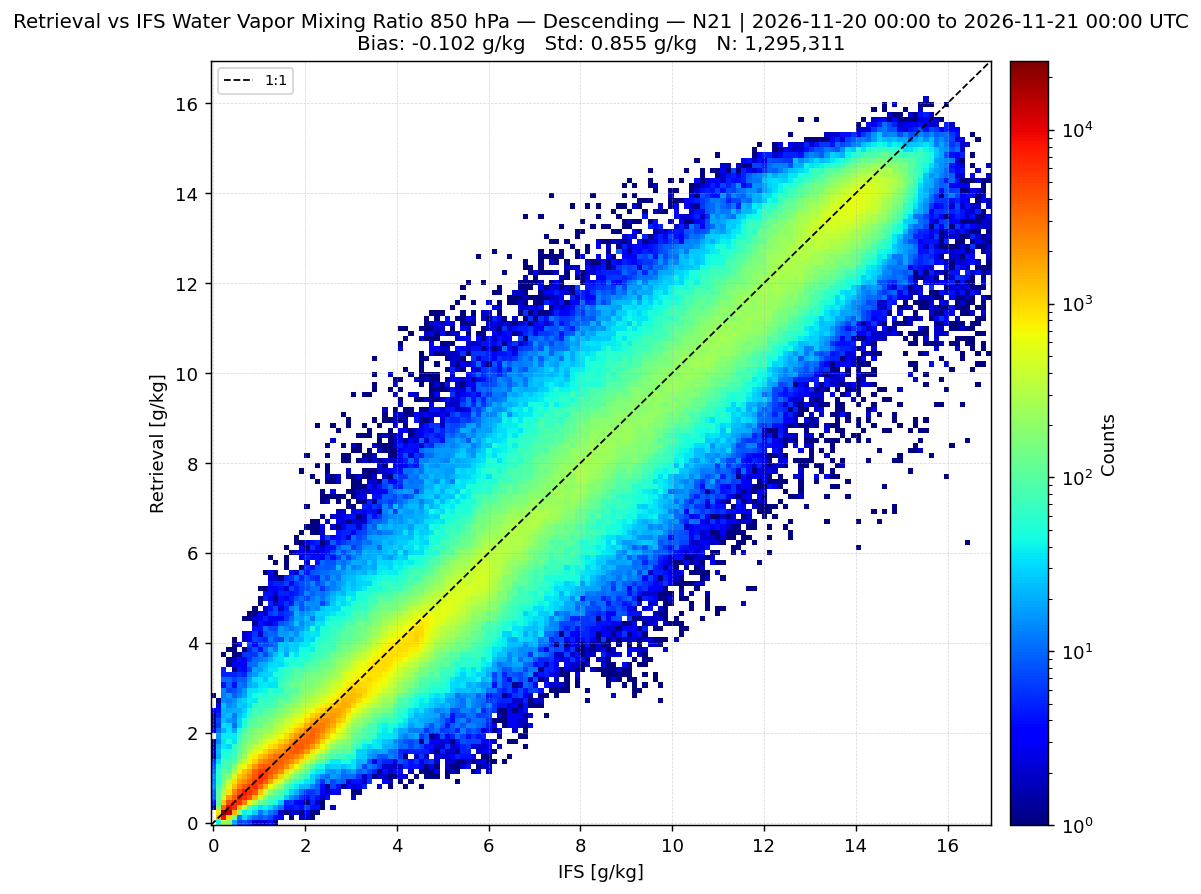 Retrieval vs IFS Water Vapor Mixing Ratio 850 hPa — Descending — N21 | 2026-11-20 00:00 to 2026-11-21 00:00 UTC
Bias: -0.102 g/kg   Std: 0.855 g/kg   N: 1,295,311
1:1
16
14
12
10
8
6
4
2
0
Retrieval [g/kg]
0 2 4 6 8 10 12 14 16
IFS [g/kg]
10⁴
10³
10²
10¹
10⁰
Counts